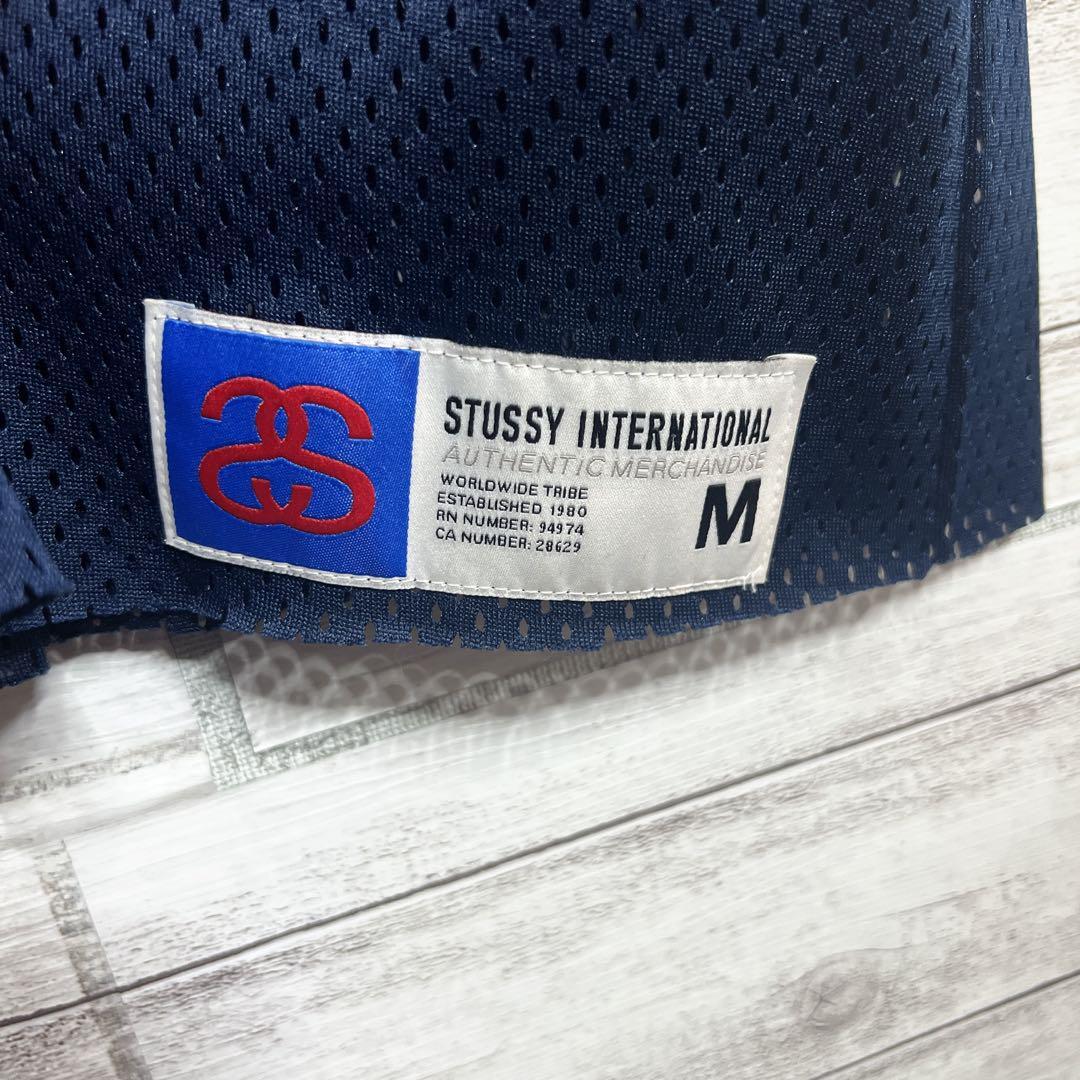 STUSSY INTERNATIONAL
AUTHENTIC MERCHANDISE
WORLDWIDE TRIBE
ESTABLISHED 1980
RN NUMBER: 94974
CA NUMBER: 28629
M